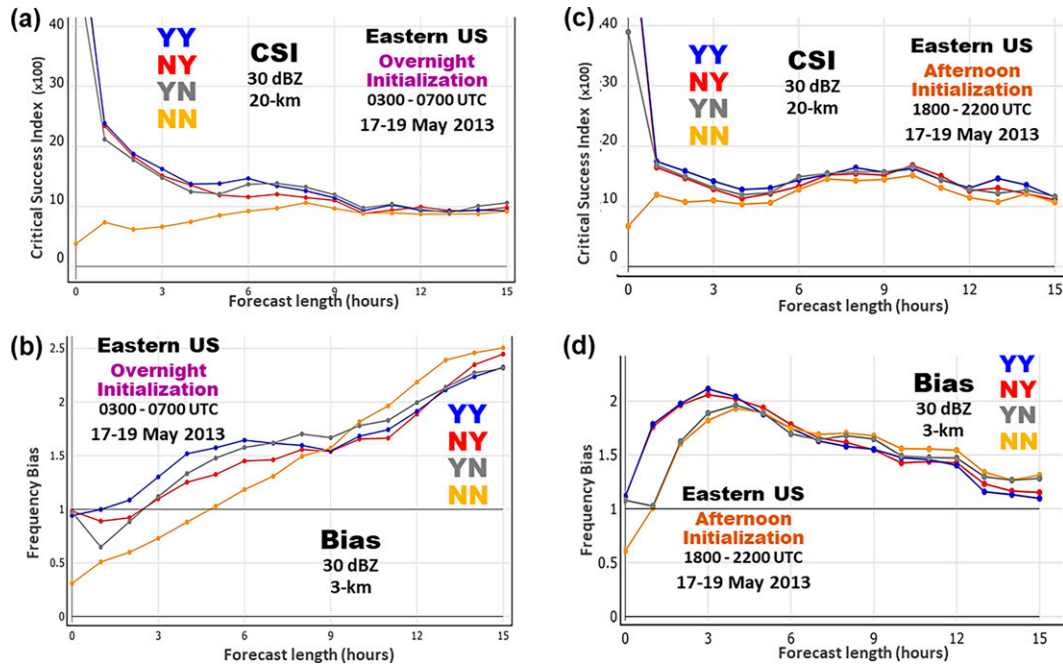 (a)
40
30
20
10
0
Critical Success Index (x100)
YY
NY
YN
NN
CSI
30 dBZ
20-km
Eastern US
Overnight
Initialization
0300 - 0700 UTC
17-19 May 2013
0 3 6 9 12 15
Forecast length (hours)
(c)
.40
.30
.20
.10
0
Critical Success Index (x100)
YY
NY
YN
NN
CSI
30 dBZ
20-km
Eastern US
Afternoon
Initialization
1800 - 2200 UTC
17-19 May 2013
0 3 6 9 12 15
Forecast length (hours)
(b)
2.5
2
1.5
1
0.5
0
Frequency Bias
Eastern US
Overnight
Initialization
0300 - 0700 UTC
17-19 May 2013
YY
NY
YN
NN
Bias
30 dBZ
3-km
0 3 6 9 12 15
Forecast length (hours)
(d)
2.5
2
1.5
1
0.5
0
Frequency Bias
Bias
30 dBZ
3-km
YY
NY
YN
NN
Eastern US
Afternoon
Initialization
1800 - 2200 UTC
17-19 May 2013
0 3 6 9 12 15
Forecast length (hours)